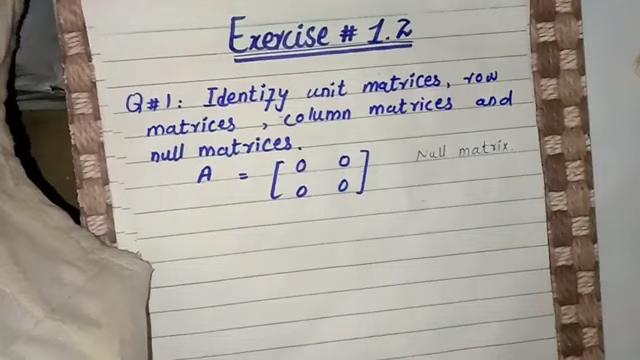 Exercise # 1.2
Q#1: Identify unit matrices, row
matrices, column matrices and
null matrices.
A = [0 0
0 0] Null matrix.